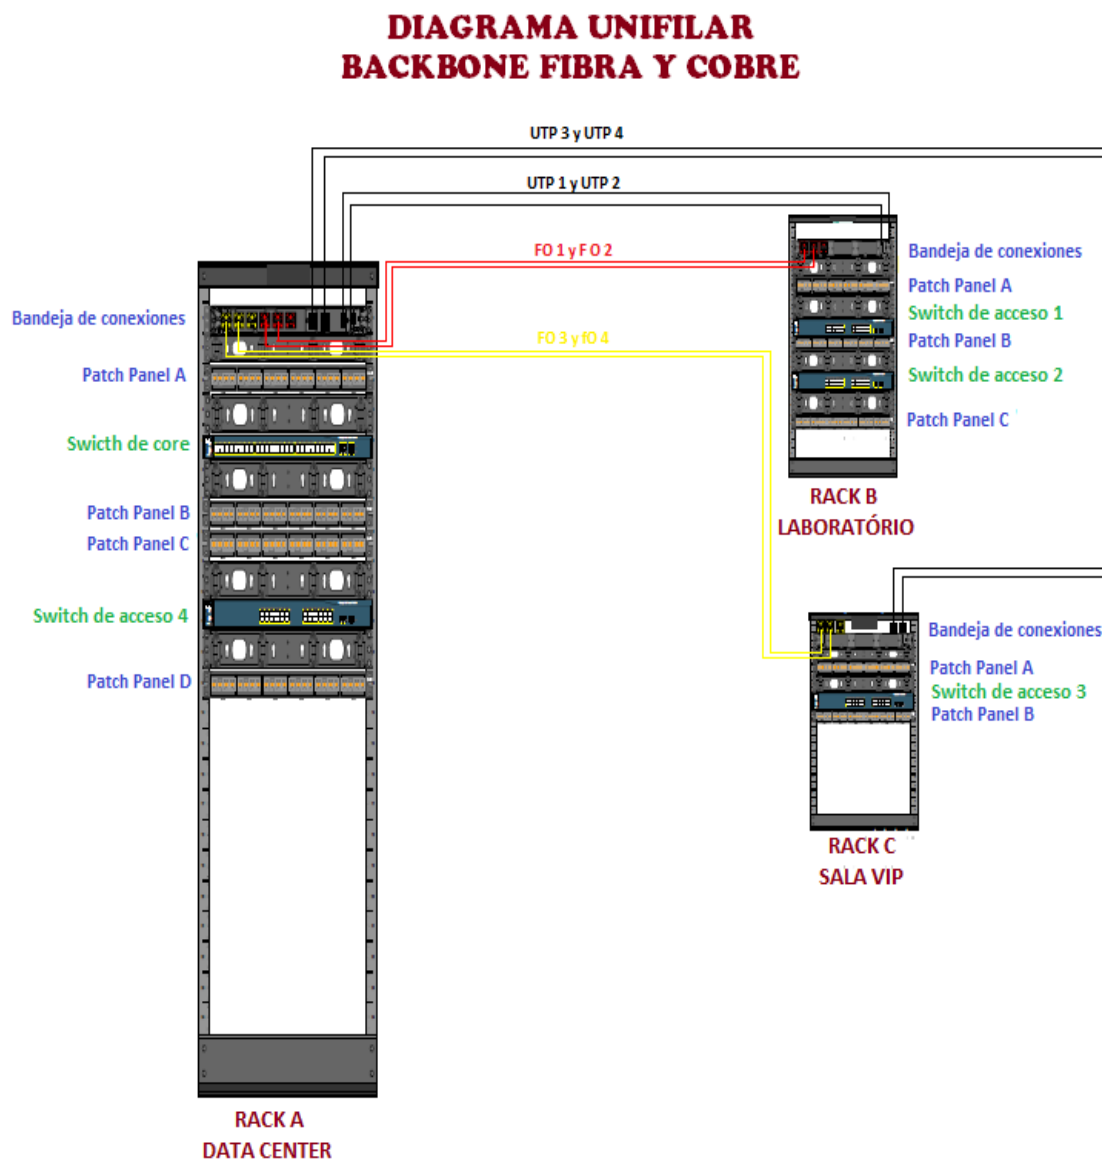 DIAGRAMA UNIFILAR
BACKBONE FIBRA Y COBRE
UTP 3 y UTP 4
UTP 1 y UTP 2
FO 1 y F O 2
FO 3 y fO 4
Bandeja de conexiones
Patch Panel A
Swicth de core
Patch Panel B
Patch Panel C
Switch de acceso 4
Patch Panel D
RACK A
DATA CENTER
Bandeja de conexiones
Patch Panel A
Switch de acceso 1
Patch Panel B
Switch de acceso 2
Patch Panel C
RACK B
LABORATÓRIO
Bandeja de conexiones
Patch Panel A
Switch de acceso 3
Patch Panel B
RACK C
SALA VIP